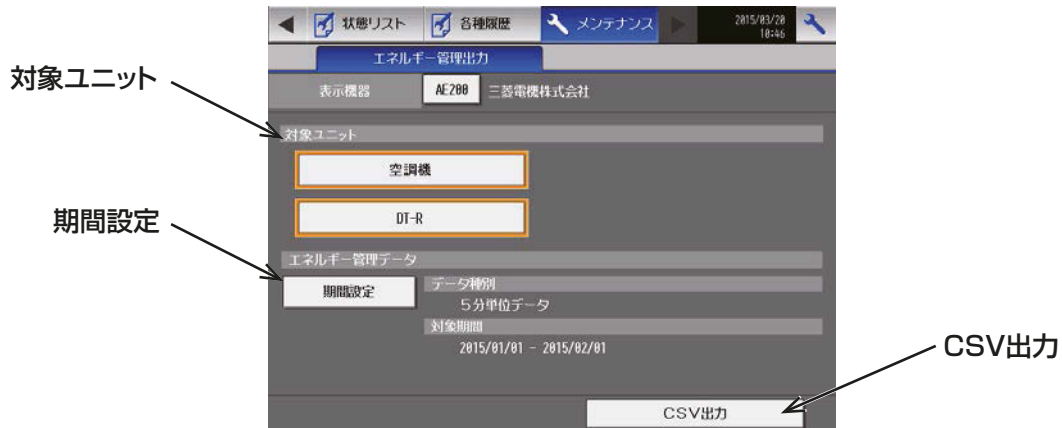 状態リスト 各種履歴 メンテナンス 2015/03/20
10:46
エネルギー管理出力
表示機器 AE200 三菱電機株式会社
対象ユニット
対象ユニット
空調機
DT-R
期間設定
エネルギー管理データ
期間設定 データ種別
5分単位データ
対象期間
2015/01/01 - 2015/02/01
CSV出力
CSV出力